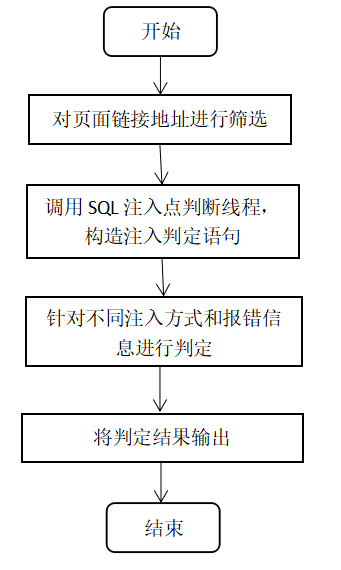 开始
对页面链接地址进行筛选
调用 SQL 注入点判断线程，
构造注入判定语句
针对不同注入方式和报错信
息进行判定
将判定结果输出
结束